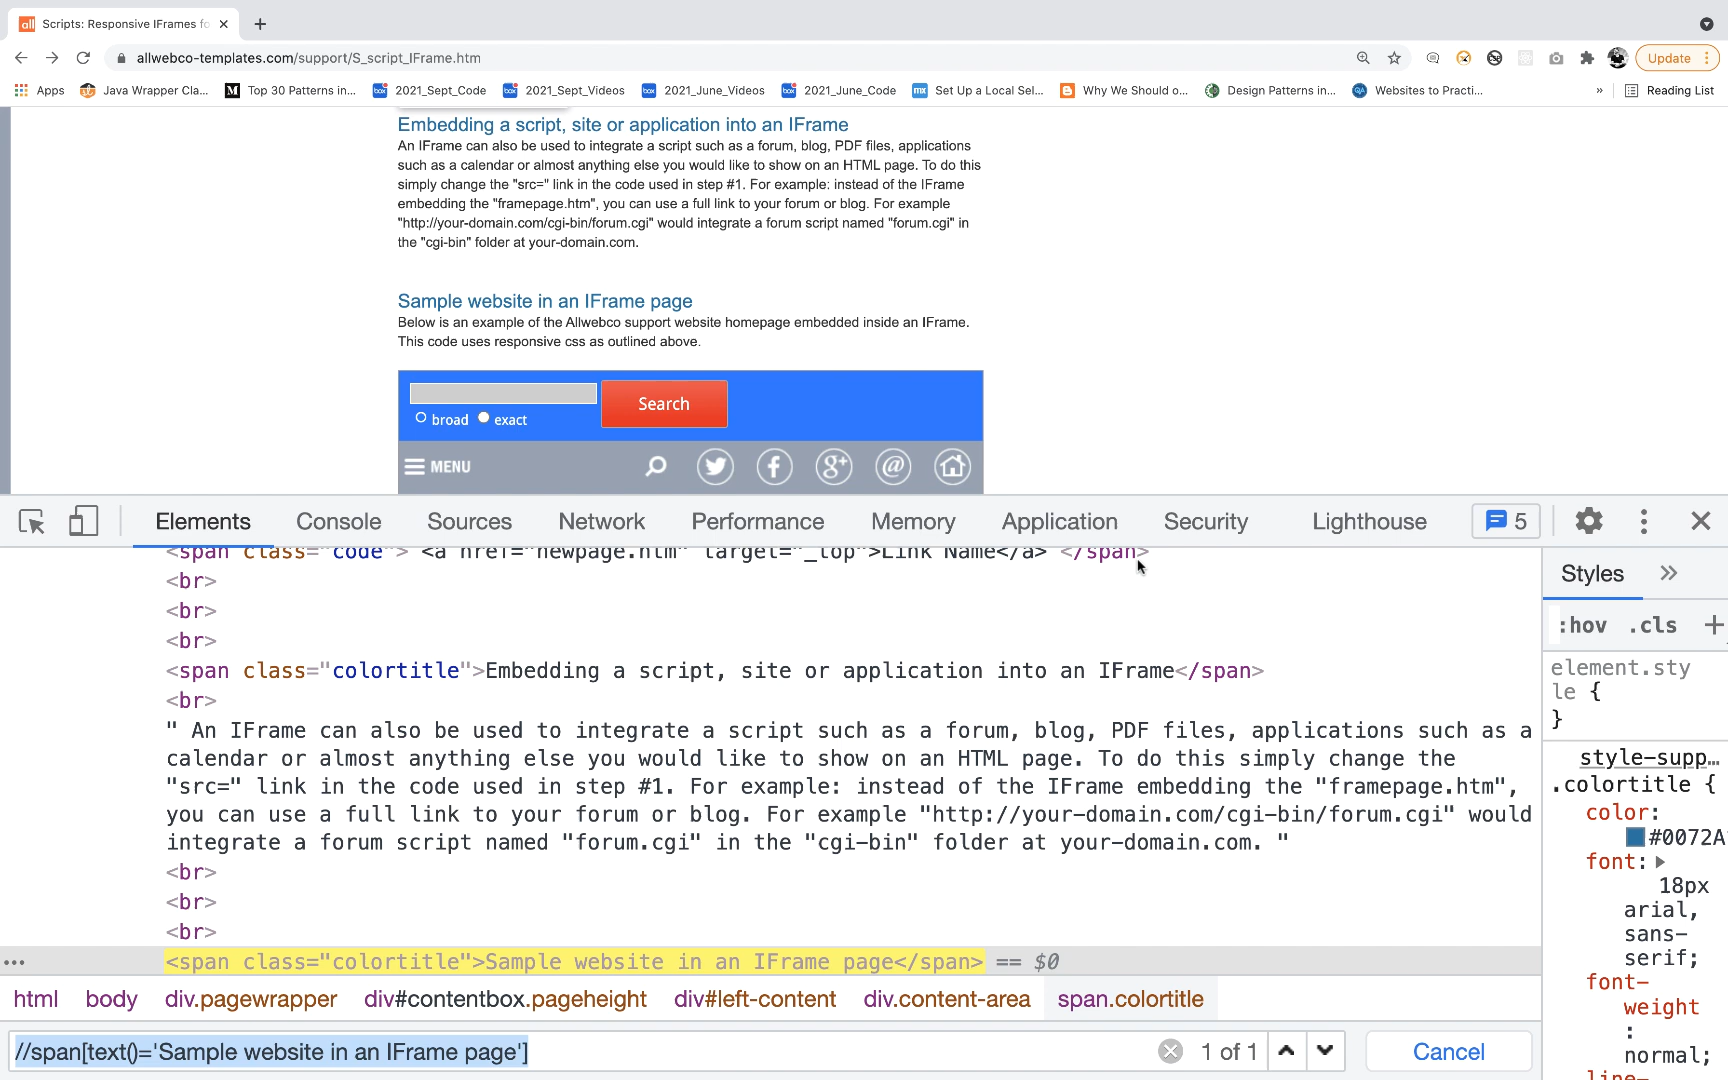 Scripts: Responsive IFrames fo
allwebco-templates.com/support/S_script_IFrame.htm
Update
Apps
Java Wrapper Cla...
Top 30 Patterns in...
2021_Sept_Code
2021_Sept_Videos
2021_June_Videos
2021_June_Code
Set Up a Local Sel...
Why We Should o...
Design Patterns in...
Websites to Practi...
»
Reading List
Embedding a script, site or application into an IFrame
An IFrame can also be used to integrate a script such as a forum, blog, PDF files, applications
such as a calendar or almost anything else you would like to show on an HTML page. To do this
simply change the "src=" link in the code used in step #1. For example: instead of the IFrame
embedding the "framepage.htm", you can use a full link to your forum or blog. For example
"http://your-domain.com/cgi-bin/forum.cgi" would integrate a forum script named "forum.cgi" in
the "cgi-bin" folder at your-domain.com.
Sample website in an IFrame page
Below is an example of the Allwebco support website homepage embedded inside an IFrame.
This code uses responsive css as outlined above.
Search
broad exact
MENU
Elements Console Sources Network Performance Memory Application Security Lighthouse 5
<span class="code"> <a href="newpage.htm" target="_top">Link Name</a> </span>
<br>
<br>
<br>
<span class="colortitle">Embedding a script, site or application into an IFrame</span>
<br>
" An IFrame can also be used to integrate a script such as a forum, blog, PDF files, applications such as a
calendar or almost anything else you would like to show on an HTML page. To do this simply change the
"src=" link in the code used in step #1. For example: instead of the IFrame embedding the "framepage.htm",
you can use a full link to your forum or blog. For example "http://your-domain.com/cgi-bin/forum.cgi" would
integrate a forum script named "forum.cgi" in the "cgi-bin" folder at your-domain.com. "
<br>
<br>
<br>
<span class="colortitle">Sample website in an IFrame page</span> == $0
html body div.pagewrapper div#contentbox.pageheight div#left-content div.content-area span.colortitle
//span[text()='Sample website in an IFrame page']
1 of 1
Cancel
Styles »
:hov .cls +
element.sty
le {
}
style-supp…
.colortitle {
color:
#0072A
font:
18px
arial,
sans-
serif;
font-
weight
:
normal;
line-